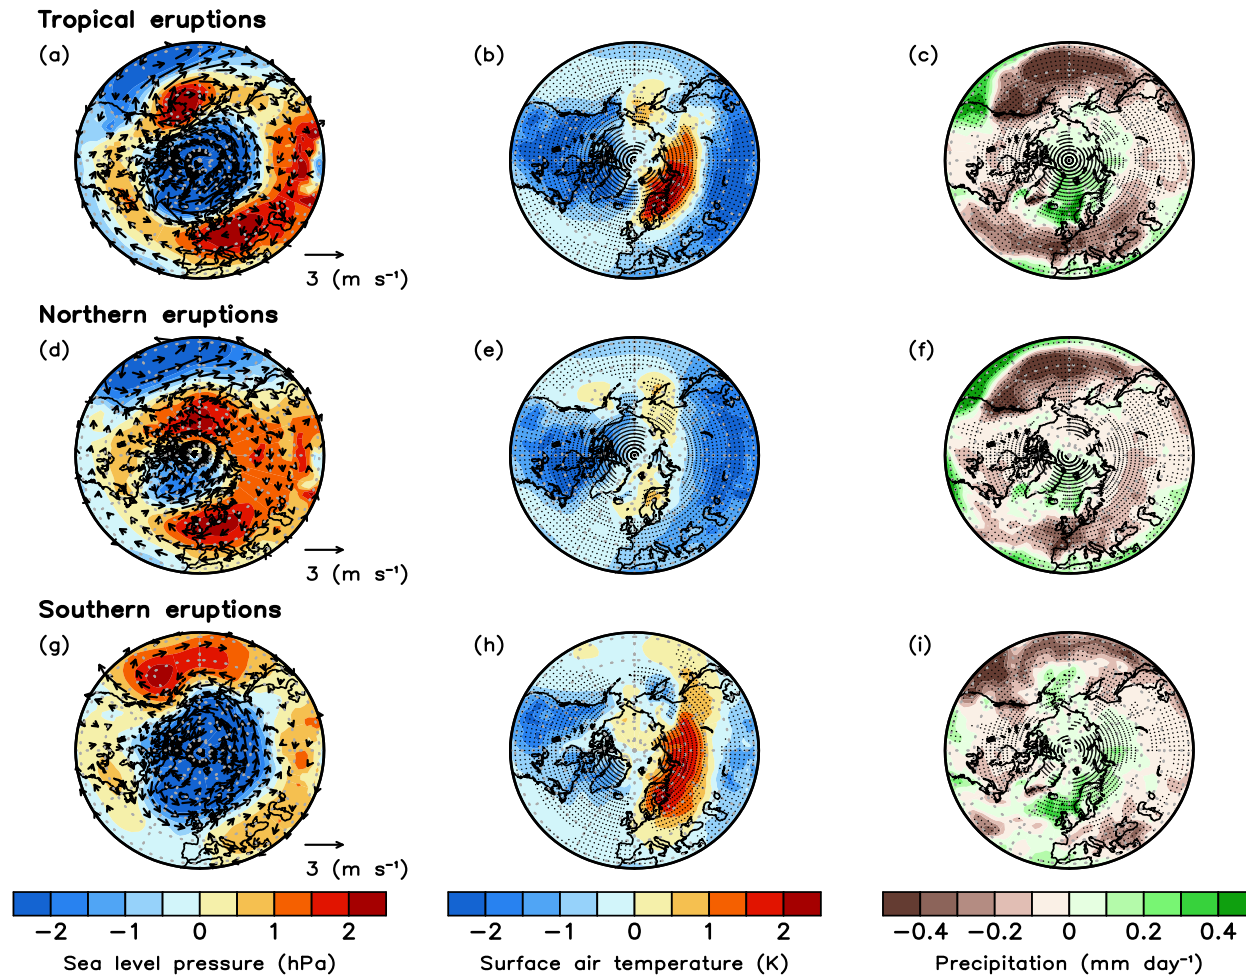 Tropical eruptions
(a) (b) (c)
3 (m s⁻¹)
Northern eruptions
(d) (e) (f)
3 (m s⁻¹)
Southern eruptions
(g) (h) (i)
3 (m s⁻¹)
−2 −1 0 1 2 −2 −1 0 1 2 −0.4 −0.2 0 0.2 0.4
Sea level pressure (hPa) Surface air temperature (K) Precipitation (mm day⁻¹)